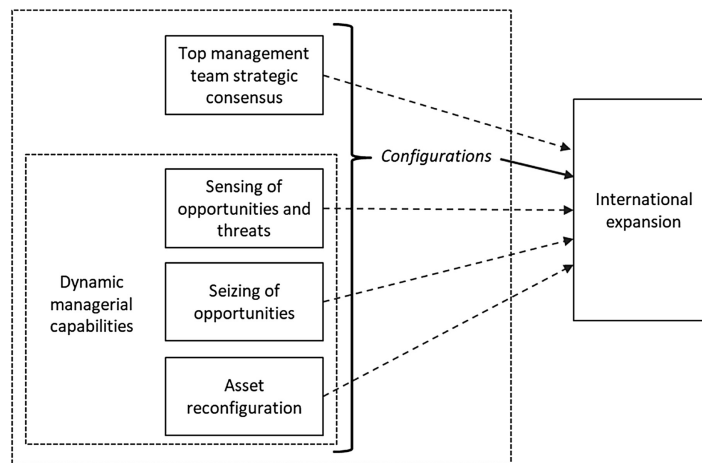 Top management
team strategic
consensus
Configurations
Sensing of
opportunities and
threats
International
expansion
Dynamic
managerial
capabilities
Seizing of
opportunities
Asset
reconfiguration